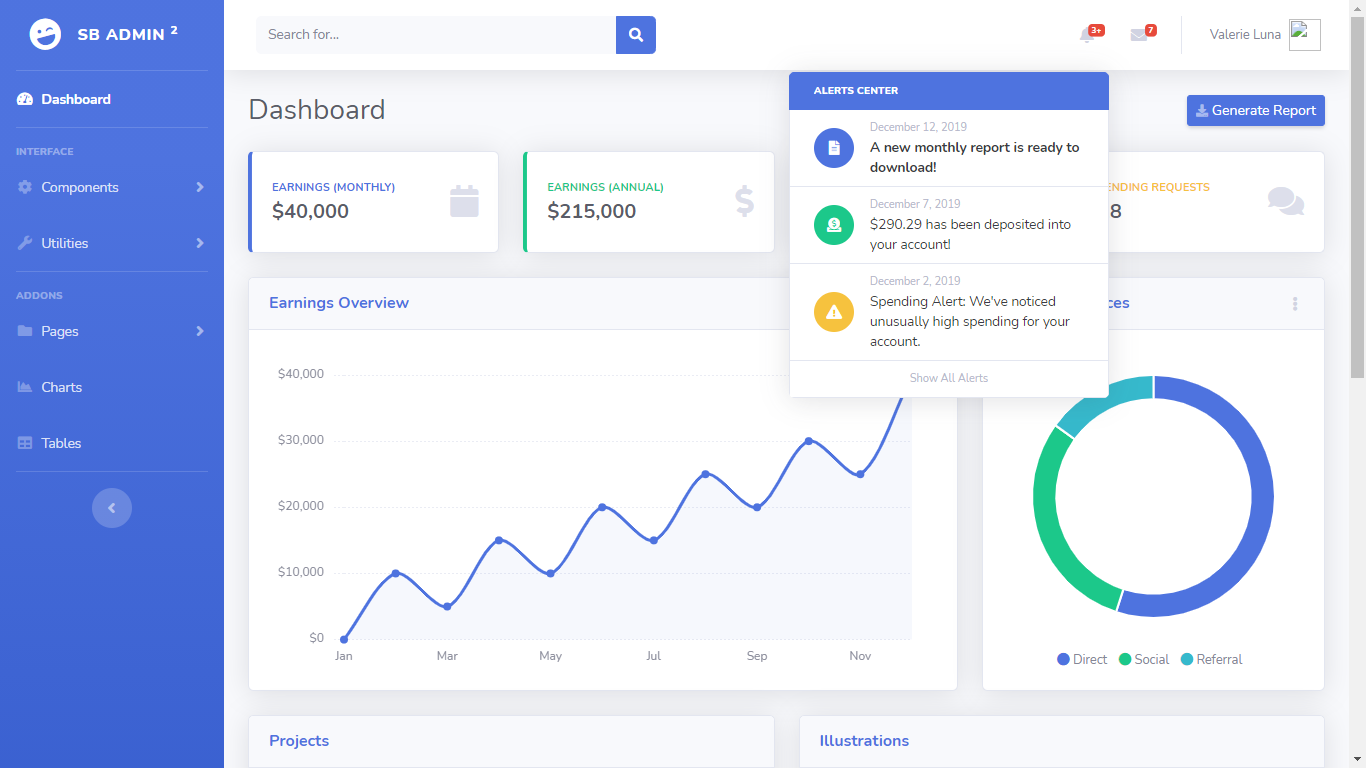 SB ADMIN 2
Search for...
3+
7
Valerie Luna
Dashboard
INTERFACE
Components
Utilities
ADDONS
Pages
Charts
Tables
Dashboard
Generate Report
ALERTS CENTER
December 12, 2019
A new monthly report is ready to
download!
December 7, 2019
$290.29 has been deposited into
your account!
December 2, 2019
Spending Alert: We've noticed
unusually high spending for your
account.
Show All Alerts
EARNINGS (MONTHLY)
$40,000
EARNINGS (ANNUAL)
$215,000
ENDING REQUESTS
8
Earnings Overview
$40,000
$30,000
$20,000
$10,000
$0
Jan
Mar
May
Jul
Sep
Nov
ces
Direct
Social
Referral
Projects
Illustrations